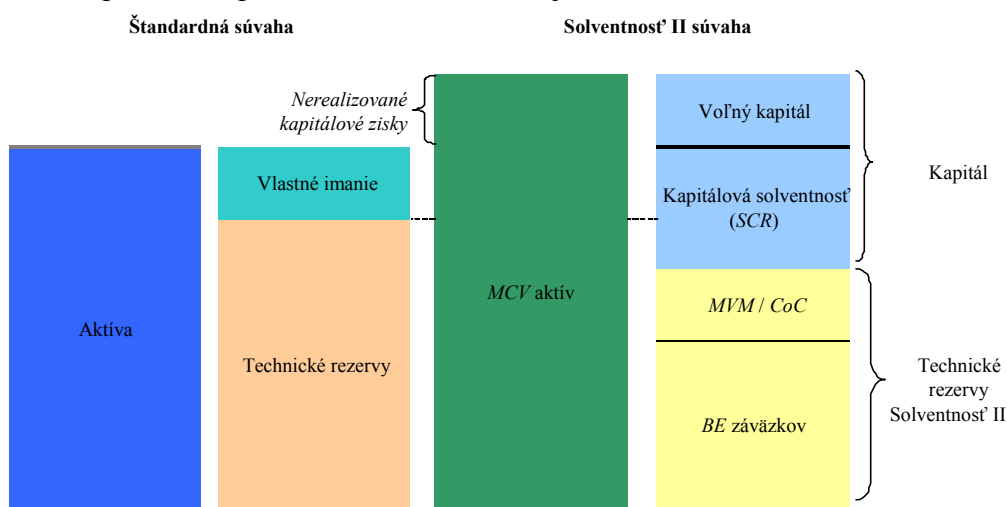 Štandardná súvaha
Solventnosť II súvaha
Nerealizované
kapitálové zisky
Voľný kapitál
Vlastné imanie
Kapitálová solventnosť
(SCR)
Kapitál
MCV aktív
MVM / CoC
Aktíva
Technické rezervy
Technické
rezervy
Solventnosť II
BE záväzkov